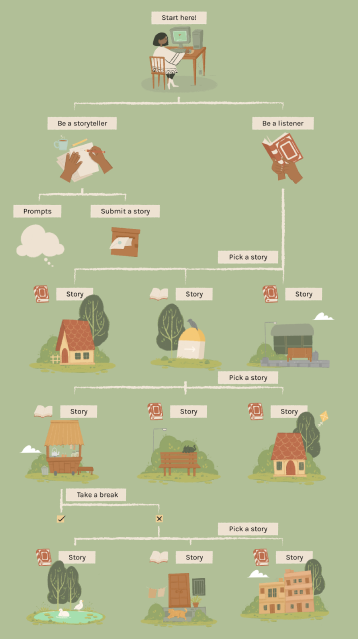 Start here!
Be a storyteller
Be a listener
Prompts
Submit a story
Pick a story
Story
Story
Story
Pick a story
Story
Story
Story
Take a break
Pick a story
Story
Story
Story